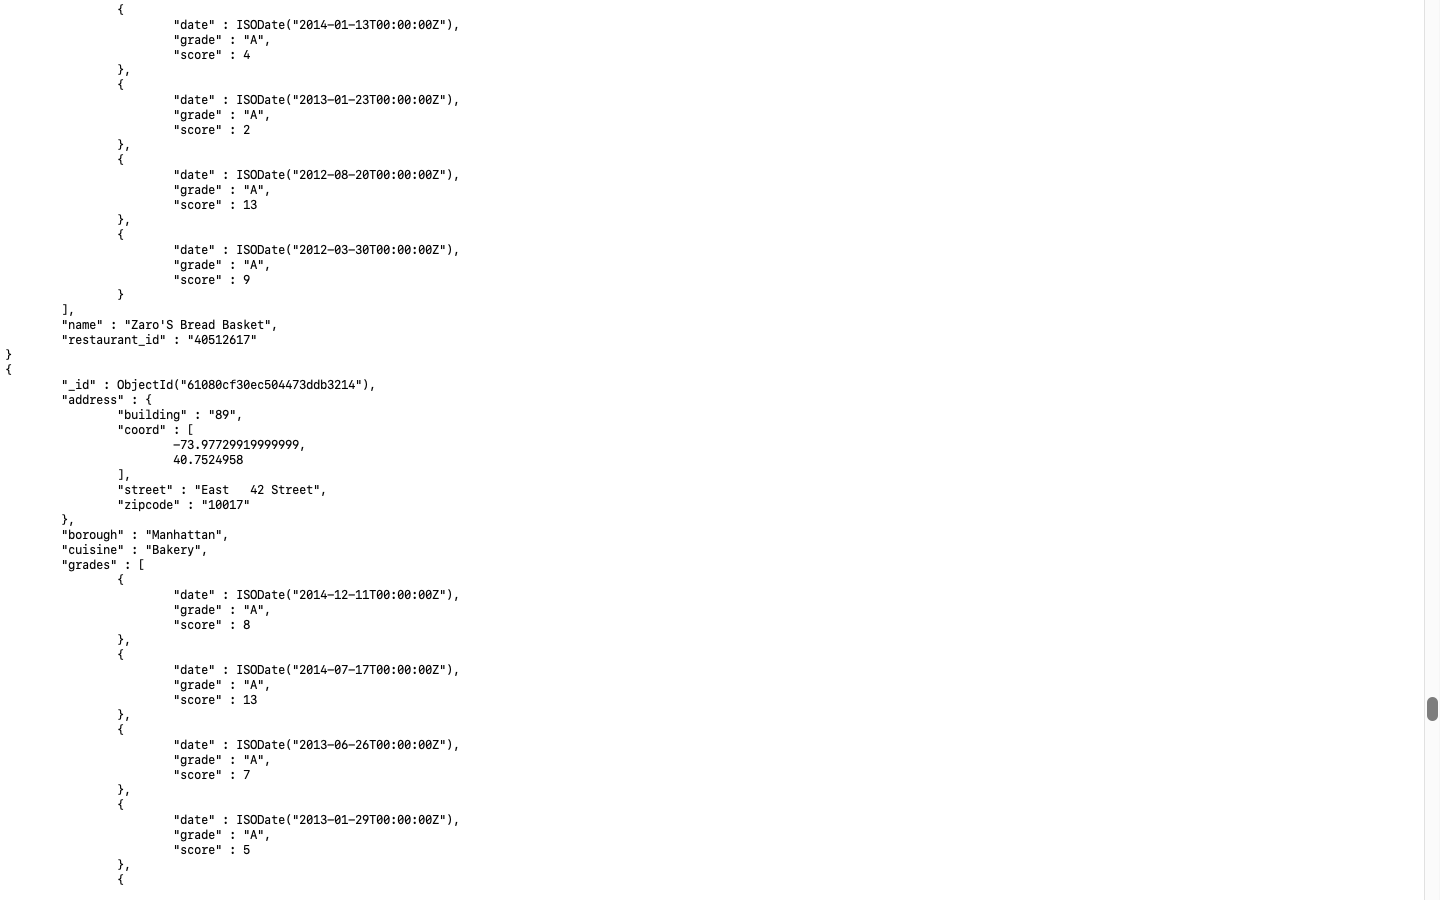 {
"date" : ISODate("2014-01-13T00:00:00Z"),
"grade" : "A",
"score" : 4
},
{
"date" : ISODate("2013-01-23T00:00:00Z"),
"grade" : "A",
"score" : 2
},
{
"date" : ISODate("2012-08-20T00:00:00Z"),
"grade" : "A",
"score" : 13
},
{
"date" : ISODate("2012-03-30T00:00:00Z"),
"grade" : "A",
"score" : 9
}
],
"name" : "Zaro'S Bread Basket",
"restaurant_id" : "40512617"
}
{
"_id" : ObjectId("61080cf30ec504473ddb3214"),
"address" : {
"building" : "89",
"coord" : [
-73.97729919999999,
40.7524958
],
"street" : "East   42 Street",
"zipcode" : "10017"
},
"borough" : "Manhattan",
"cuisine" : "Bakery",
"grades" : [
{
"date" : ISODate("2014-12-11T00:00:00Z"),
"grade" : "A",
"score" : 8
},
{
"date" : ISODate("2014-07-17T00:00:00Z"),
"grade" : "A",
"score" : 13
},
{
"date" : ISODate("2013-06-26T00:00:00Z"),
"grade" : "A",
"score" : 7
},
{
"date" : ISODate("2013-01-29T00:00:00Z"),
"grade" : "A",
"score" : 5
},
{